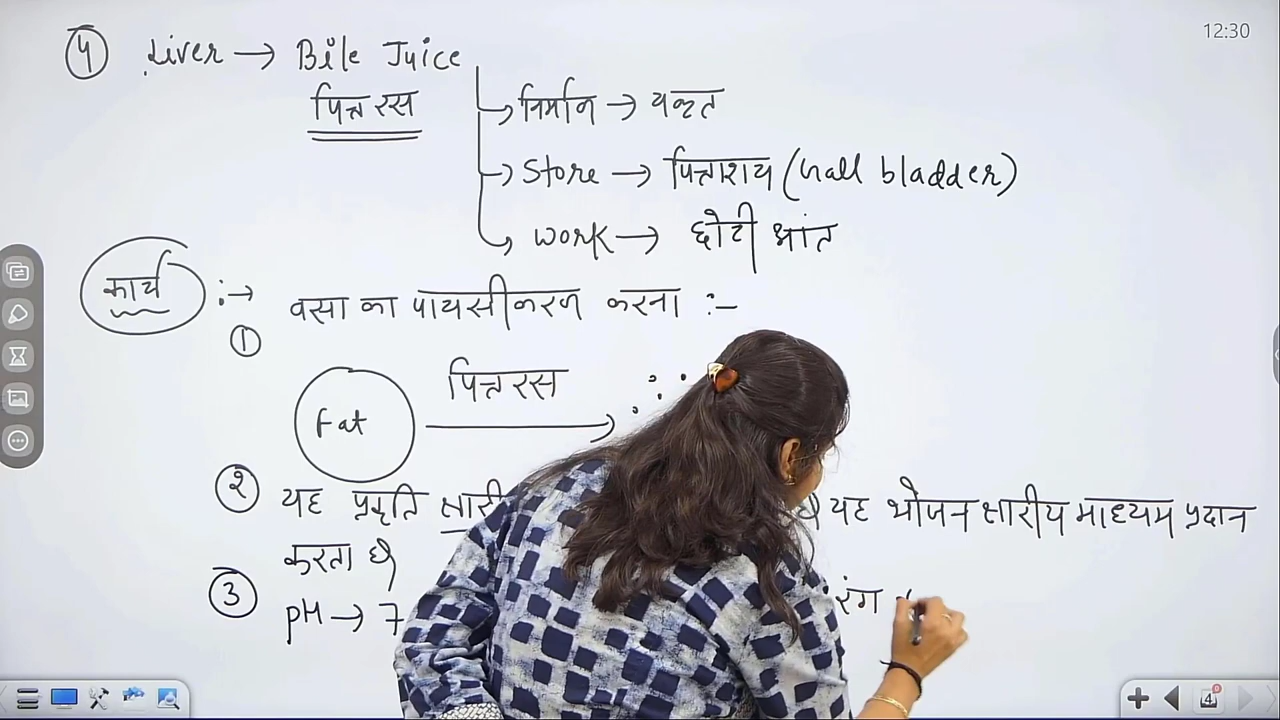 12:30
④ Liver → Bile Juice
पित्त रस
→ निर्माण → यकृत
→ Store → पित्ताशय (Gall bladder)
→ work → छोटी आंत
कार्य :→
① वसा का पायसीकरण करना :-
Fat पित्त रस →
② यह प्रकृति है यह भोजन क्षारीय माध्यम प्रदान
करता है
③ pH → 7 रंग
4